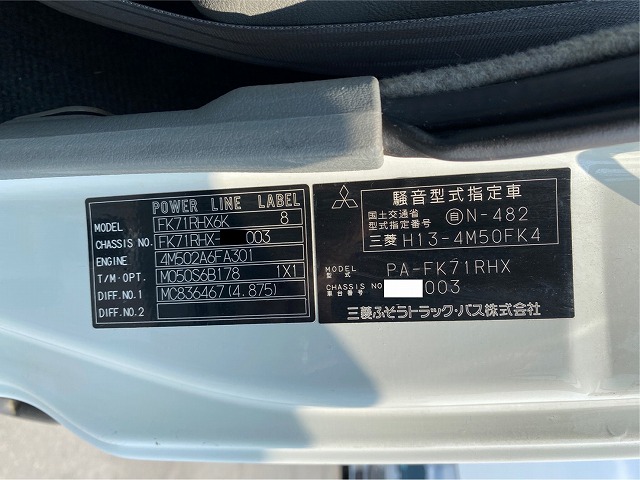 POWER LINE LABEL
MODEL FK71RHX6K 8
CHASSIS NO. FK71RHX- 003
ENGINE 4M502A6FA301
T/M・OPT. M050S6B178 1X1
DIFF.NO.1 MC836467(4.875)
DIFF.NO.2
騒音型式指定車
国土交通省
型式指定番号 自N-482
三菱 H13-4M50FK4
MODEL
型式 PA-FK71RHX
CHASSIS NO
車台番号 003
三菱ふそうトラック・バス株式会社